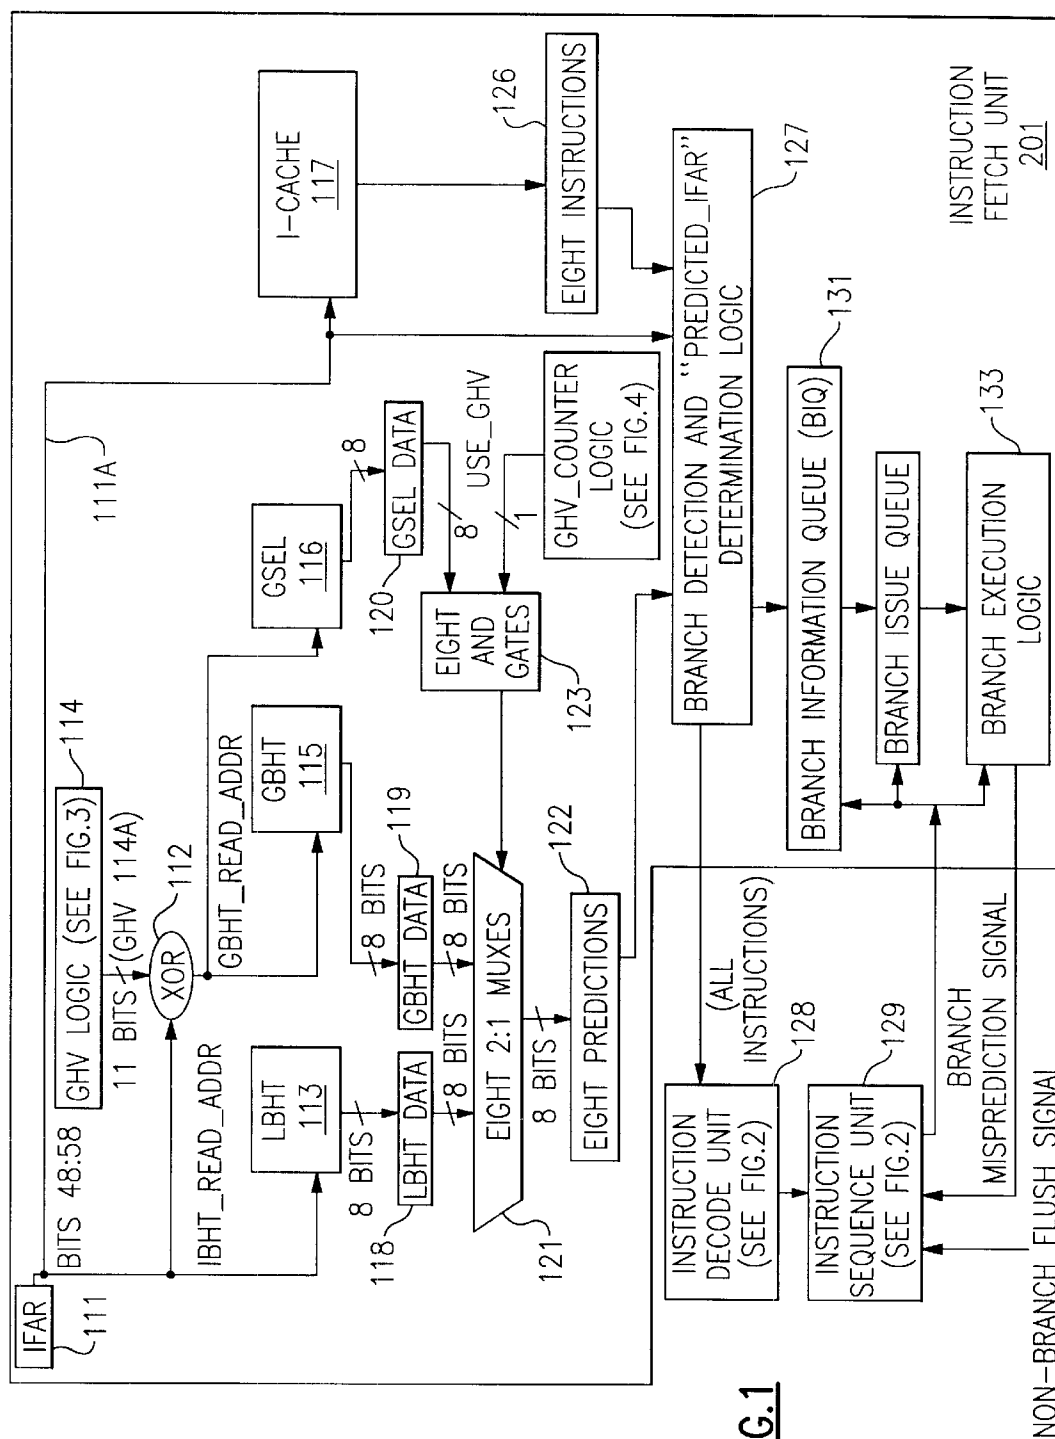 IFAR
111
BITS 48:58
111A
GHV LOGIC (SEE FIG.3)
114
11 BITS
(GHV 114A)
XOR
112
IBHT_READ_ADDR
GBHT_READ_ADDR
LBHT
113
GBHT
115
GSEL
116
I-CACHE
117
8 BITS
8 BITS
8
LBHT DATA
118
GBHT DATA
119
GSEL DATA
120
8 BITS
8 BITS
8
USE_GHV
1
EIGHT
AND
GATES
123
GHV_COUNTER
LOGIC
(SEE FIG.4)
EIGHT INSTRUCTIONS
126
EIGHT 2:1 MUXES
121
8 BITS
EIGHT PREDICTIONS
122
BRANCH DETECTION AND "PREDICTED_IFAR"
DETERMINATION LOGIC
127
(ALL
INSTRUCTIONS)
INSTRUCTION
DECODE UNIT
(SEE FIG.2)
128
INSTRUCTION
SEQUENCE UNIT
(SEE FIG.2)
129
BRANCH INFORMATION QUEUE (BIQ)
131
BRANCH ISSUE QUEUE
BRANCH EXECUTION
LOGIC
133
BRANCH
MISPREDICTION SIGNAL
NON-BRANCH FLUSH SIGNAL
INSTRUCTION
FETCH UNIT
201
G.1